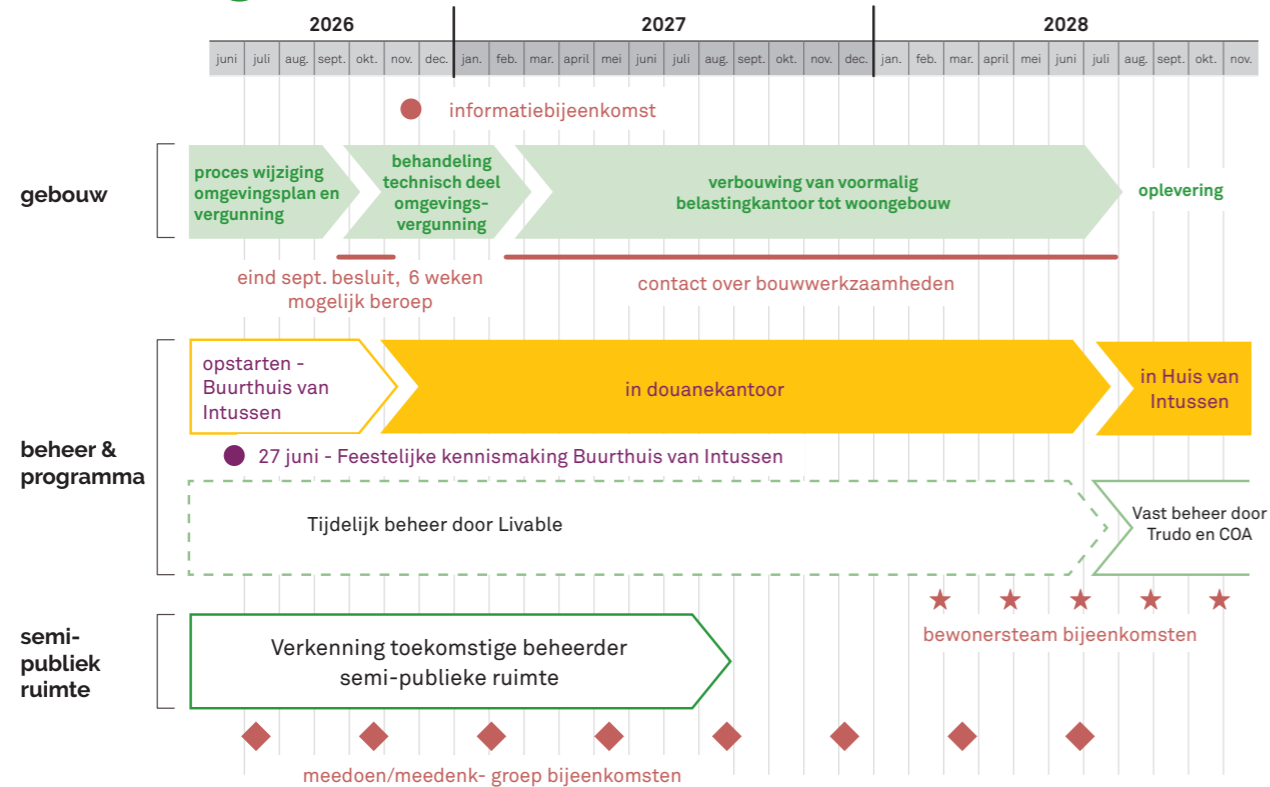 2026
2027
2028
juni juli aug. sept. okt. nov. dec. jan. feb. mar. april mei juni juli aug. sept. okt. nov. dec. jan. feb. mar. april mei juni juli aug. sept. okt. nov.
informatiebijeenkomst
gebouw
proces wijziging
omgevingsplan en
vergunning
behandeling
technisch deel
omgevings-
vergunning
verbouwing van voormalig
belastingkantoor tot woongebouw
oplevering
eind sept. besluit, 6 weken
mogelijk beroep
contact over bouwwerkzaamheden
beheer &
programma
opstarten -
Buurthuis van
Intussen
in douanekantoor
in Huis van
Intussen
27 juni - Feestelijke kennismaking Buurthuis van Intussen
Tijdelijk beheer door Livable
Vast beheer door
Trudo en COA
bewonersteam bijeenkomsten
semi-
publiek
ruimte
Verkenning toekomstige beheerder
semi-publieke ruimte
meedoen/meedenk- groep bijeenkomsten